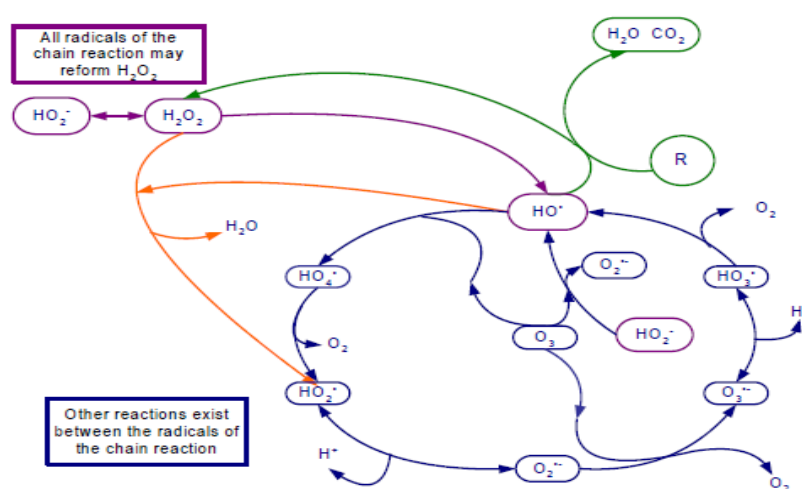 All radicals of the
chain reaction may
reform H₂O₂
H₂O CO₂
HO₂⁻
H₂O₂
R
HO•
O₂
H₂O
HO₄•
O₂•⁻
HO₃•
H
O₂
O₃
HO₂⁻
HO₂•
O₃•⁻
Other reactions exist
between the radicals of
the chain reaction
H⁺
O₂•⁻
O₂